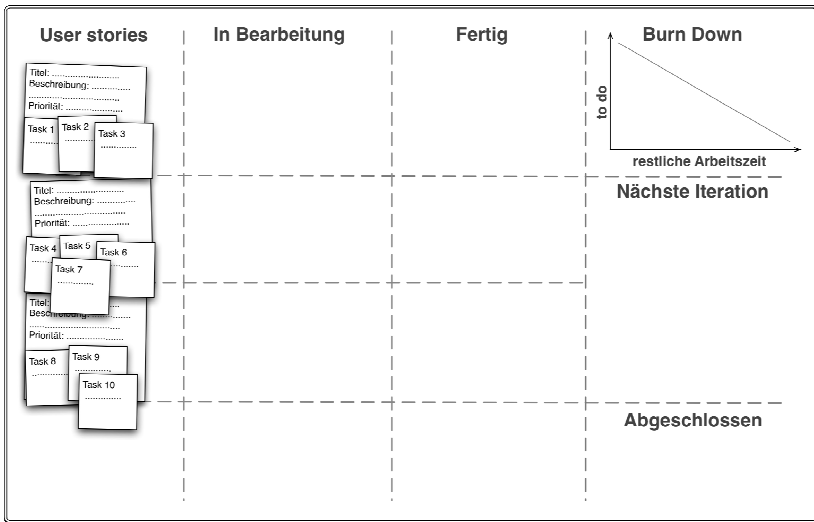 User stories
In Bearbeitung
Fertig
Burn Down
Titel: ........................
Beschreibung: ..............
Priorität: .....................
Task 1
Task 2
Task 3
to do
restliche Arbeitszeit
Nächste Iteration
Titel: ........................
Beschreibung: ..............
Priorität: .....................
Task 4
Task 5
Task 6
Task 7
Titel:
Beschreibung:
Priorität: .....................
Task 8
Task 9
Task 10
Abgeschlossen